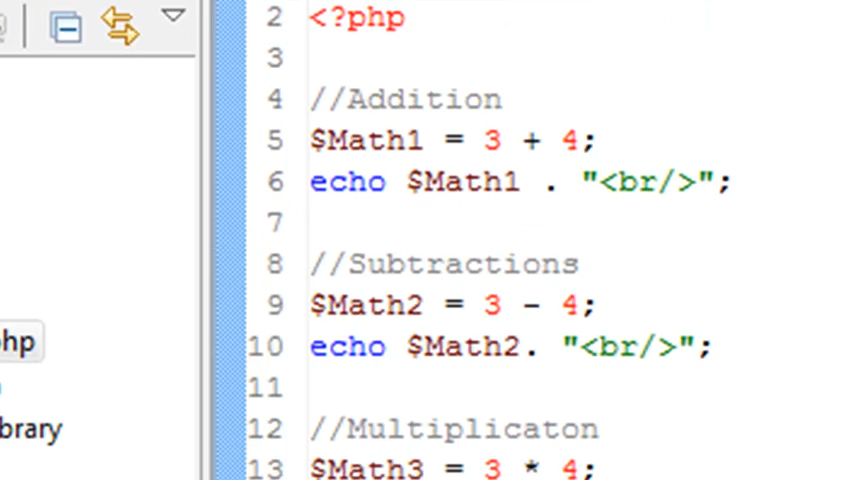 2 <?php
3
4 //Addition
5 $Math1 = 3 + 4;
6 echo $Math1 . "<br/>";
7
8 //Subtractions
9 $Math2 = 3 - 4;
10 echo $Math2. "<br/>";
11
12 //Multiplicaton
13 $Math3 = 3 * 4;
hp
brary